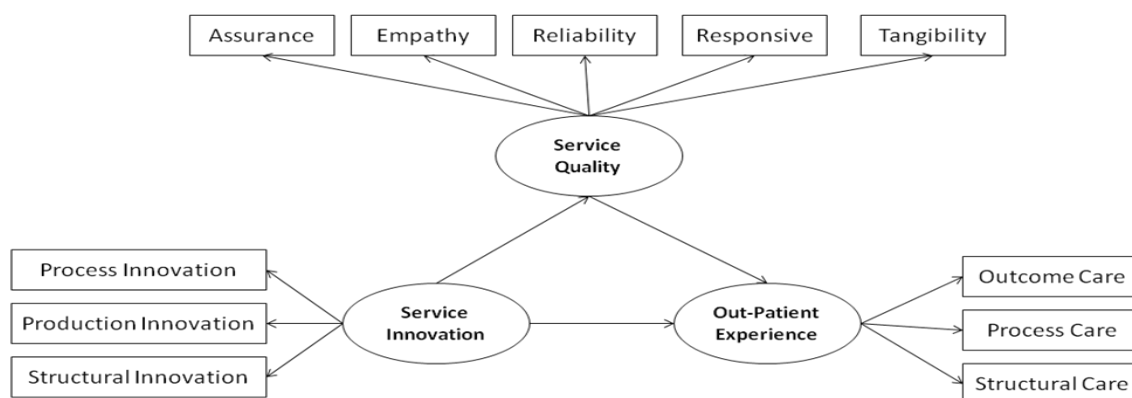 Assurance
Empathy
Reliability
Responsive
Tangibility
Service
Quality
Process Innovation
Production Innovation
Structural Innovation
Service
Innovation
Out-Patient
Experience
Outcome Care
Process Care
Structural Care